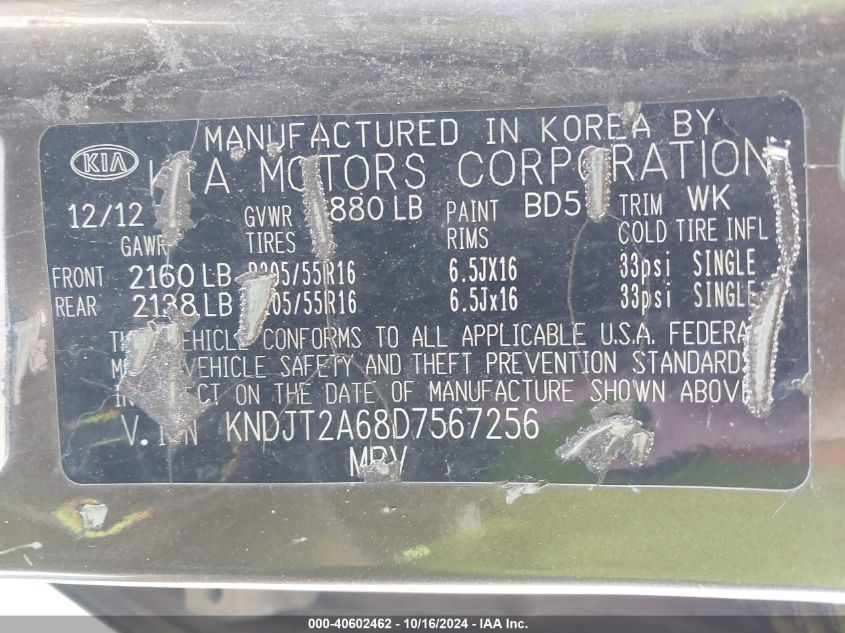 MANUFACTURED IN KOREA BY
KIA MOTORS CORPORATION
12/12 GVWR 880 LB PAINT BD5 TRIM WK
GAWR TIRES RIMS COLD TIRE INFL
FRONT 2160 LB 205/55R16 6.5JX16 33psi SINGLE
REAR 2138 LB 205/55R16 6.5Jx16 33psi SINGLE
VEHICLE CONFORMS TO ALL APPLICABLE U.S.A. FEDERAL
VEHICLE SAFETY AND THEFT PREVENTION STANDARDS
ON THE DATE OF MANUFACTURE SHOWN ABOVE
KNDJT2A68D7567256
000-40602462 - 10/16/2024 - IAA Inc.